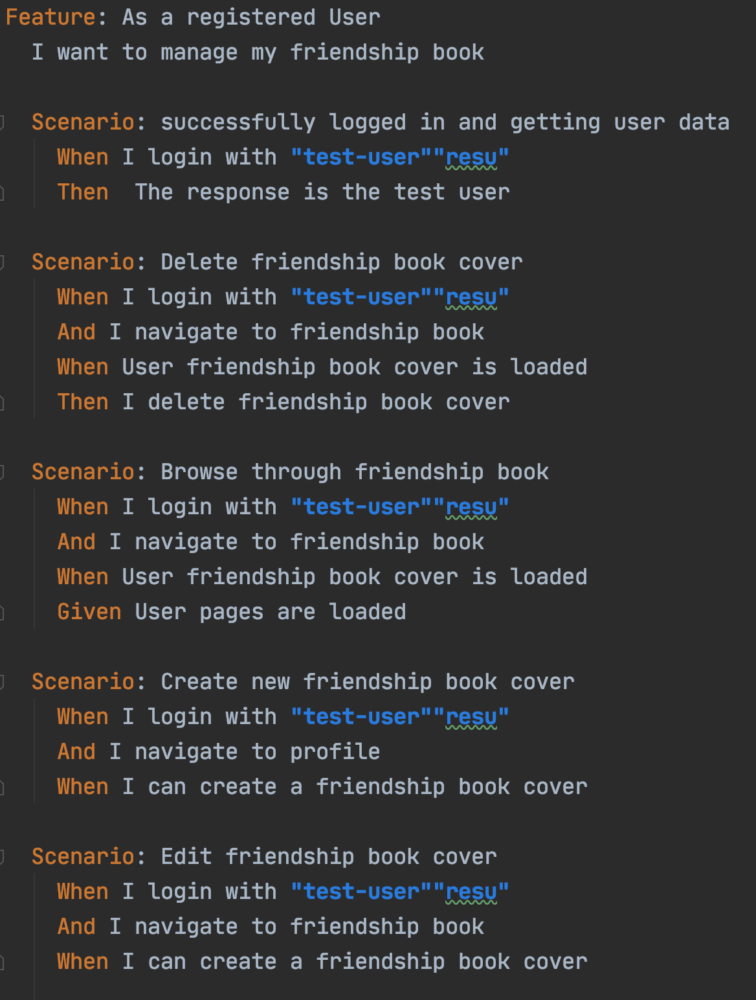 Feature: As a registered User
I want to manage my friendship book
Scenario: successfully logged in and getting user data
When I login with "test-user""resu"
Then  The response is the test user
Scenario: Delete friendship book cover
When I login with "test-user""resu"
And I navigate to friendship book
When User friendship book cover is loaded
Then I delete friendship book cover
Scenario: Browse through friendship book
When I login with "test-user""resu"
And I navigate to friendship book
When User friendship book cover is loaded
Given User pages are loaded
Scenario: Create new friendship book cover
When I login with "test-user""resu"
And I navigate to profile
When I can create a friendship book cover
Scenario: Edit friendship book cover
When I login with "test-user""resu"
And I navigate to friendship book
When I can create a friendship book cover